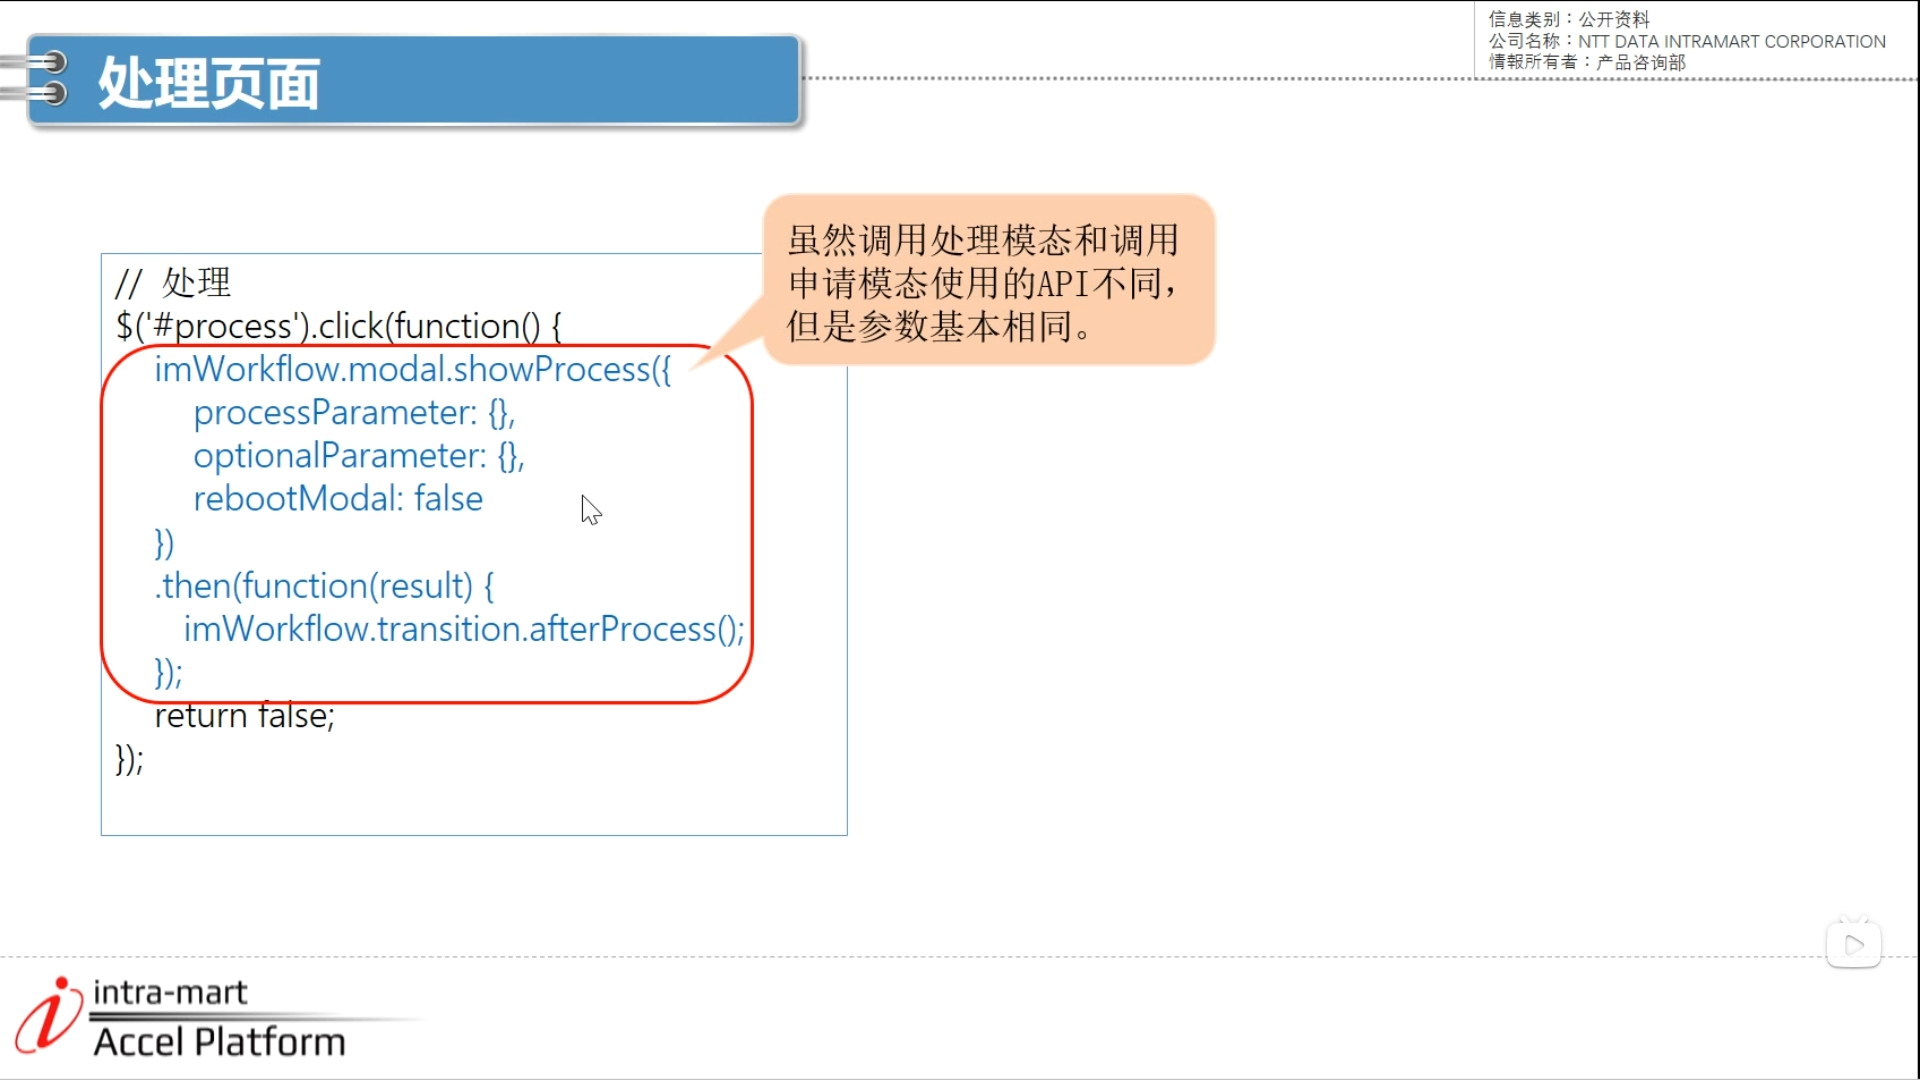 信息类别：公开资料
公司名称：NTT DATA INTRAMART CORPORATION
情報所有者：产品咨询部
处理页面
虽然调用处理模态和调用
申请模态使用的API不同，
但是参数基本相同。
// 处理
$('#process').click(function() {
imWorkflow.modal.showProcess({
processParameter: {},
optionalParameter: {},
rebootModal: false
})
.then(function(result) {
imWorkflow.transition.afterProcess();
});
return false;
});
intra-mart
Accel Platform